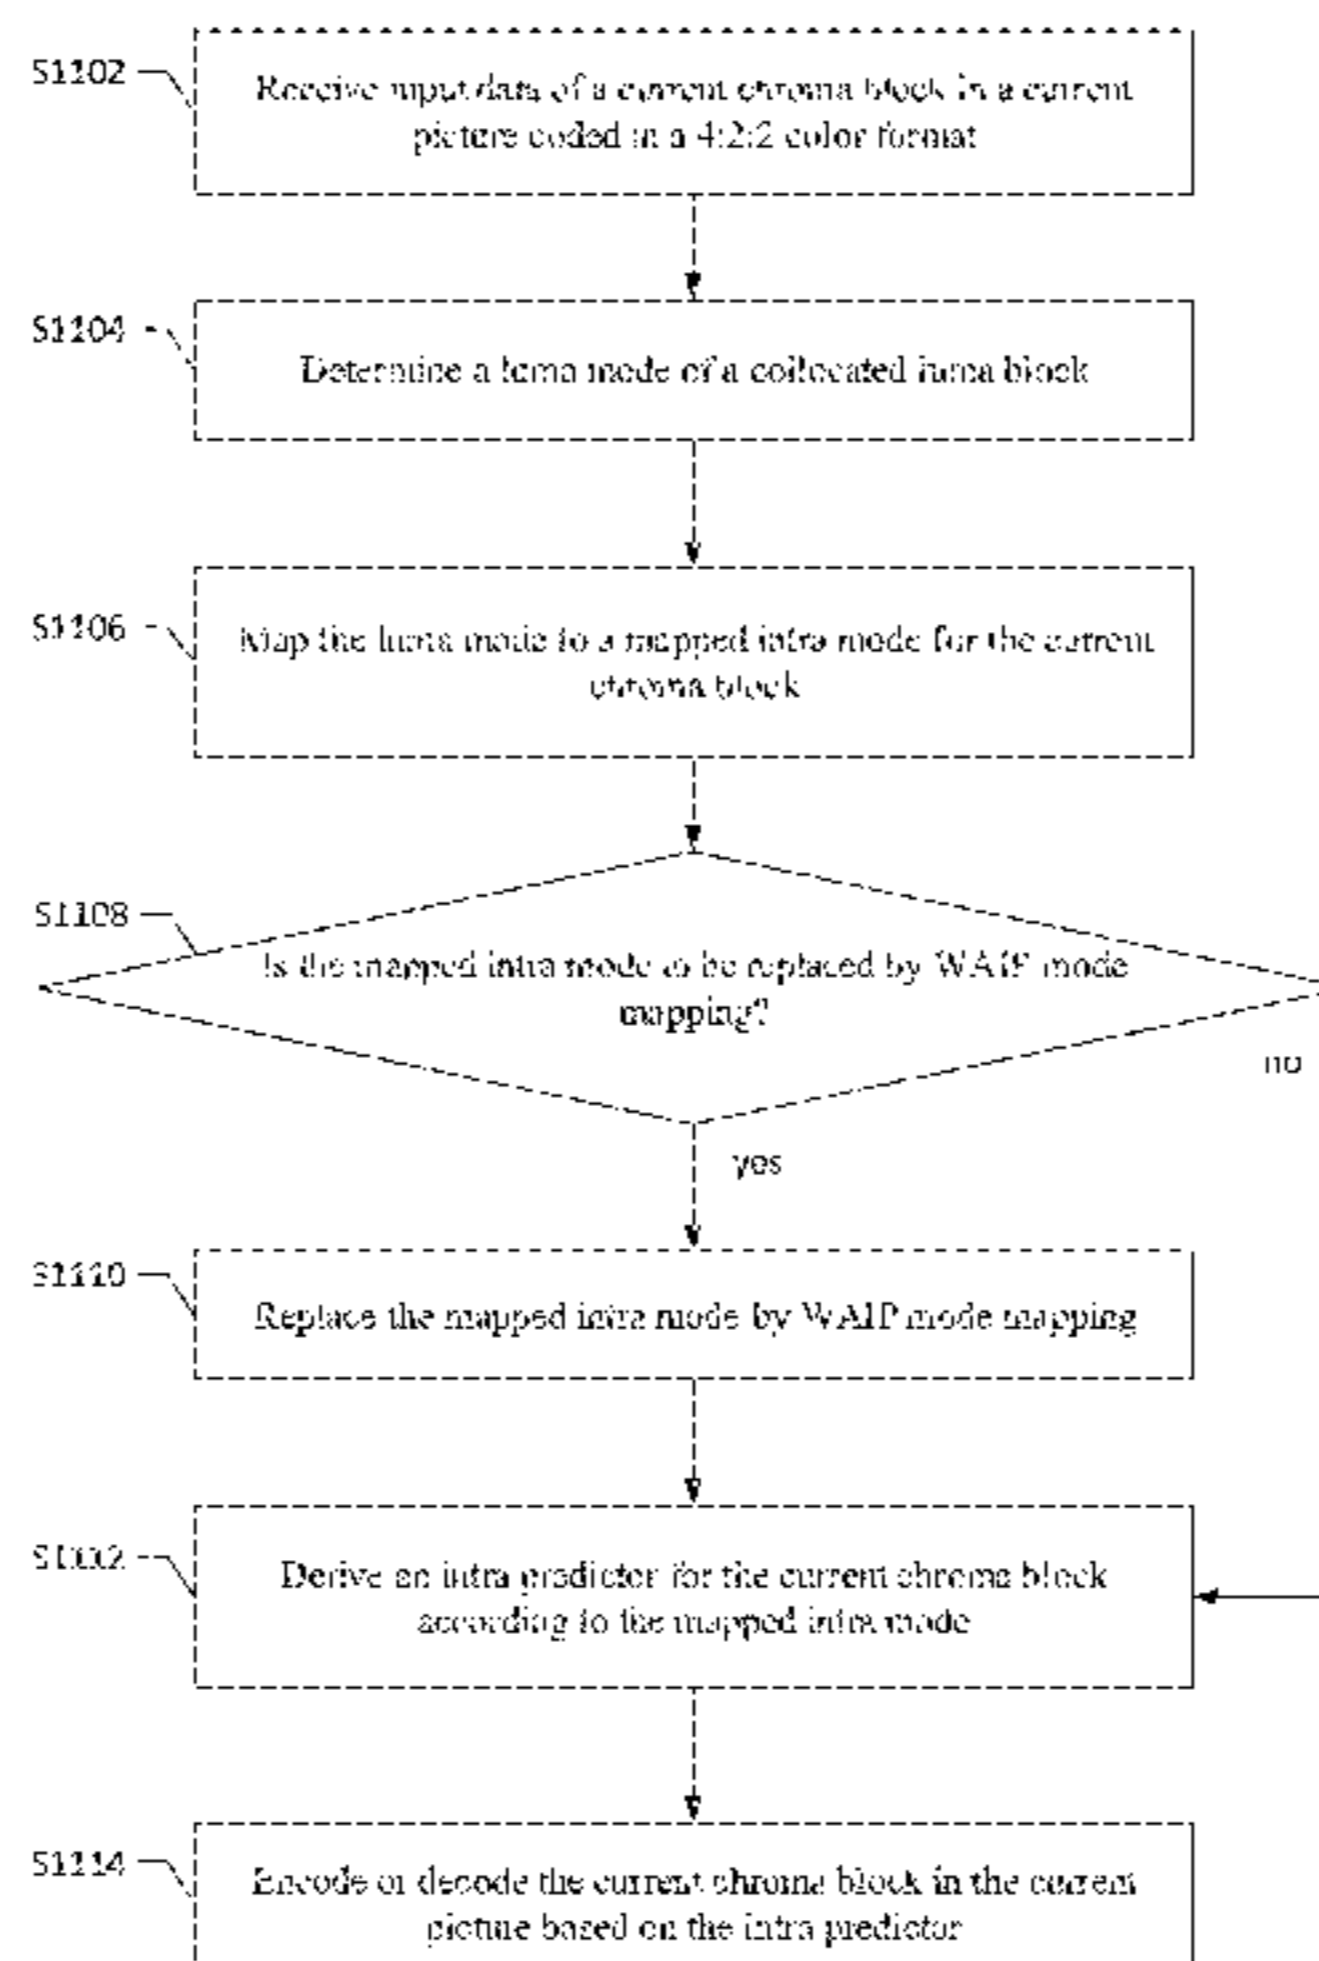 S1102
Receive input data of a current chroma block in a current
picture coded in a 4:2:2 color format
S1104
Determine a luma mode of a collocated luma block
S1106
Map the luma mode to a mapped intra mode for the current
chroma block
S1108
Is the mapped intra mode to be replaced by WAIP mode
mapping?
no
yes
S1110
Replace the mapped intra mode by WAIP mode mapping
S1112
Derive an intra predictor for the current chroma block
according to the mapped intra mode
S1114
Encode or decode the current chroma block in the current
picture based on the intra predictor